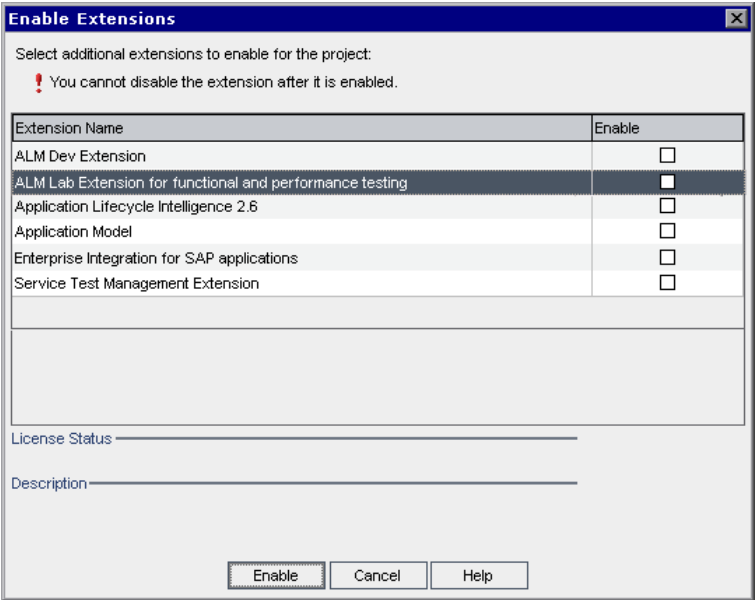 Enable Extensions
Select additional extensions to enable for the project:
You cannot disable the extension after it is enabled.
Extension Name Enable
ALM Dev Extension
ALM Lab Extension for functional and performance testing
Application Lifecycle Intelligence 2.6
Application Model
Enterprise Integration for SAP applications
Service Test Management Extension
License Status
Description
Enable Cancel Help